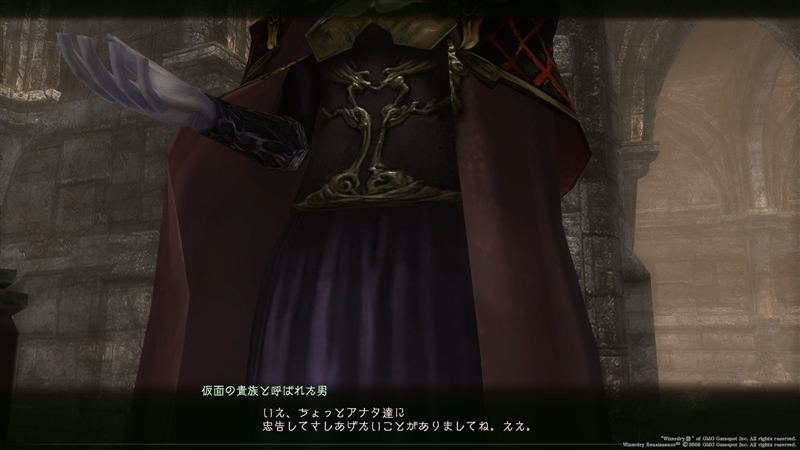 仮面の貴族と呼ばれた男
いえ、ちょっとアナタ達に
忠告してさしあげたいことがありましてね。ええ。
"Wizardry®" of GMO Gamepot Inc. All rights reserved.
Wizardry Renaissance™ © 2009 GMO Gamepot Inc. All rights reserved.